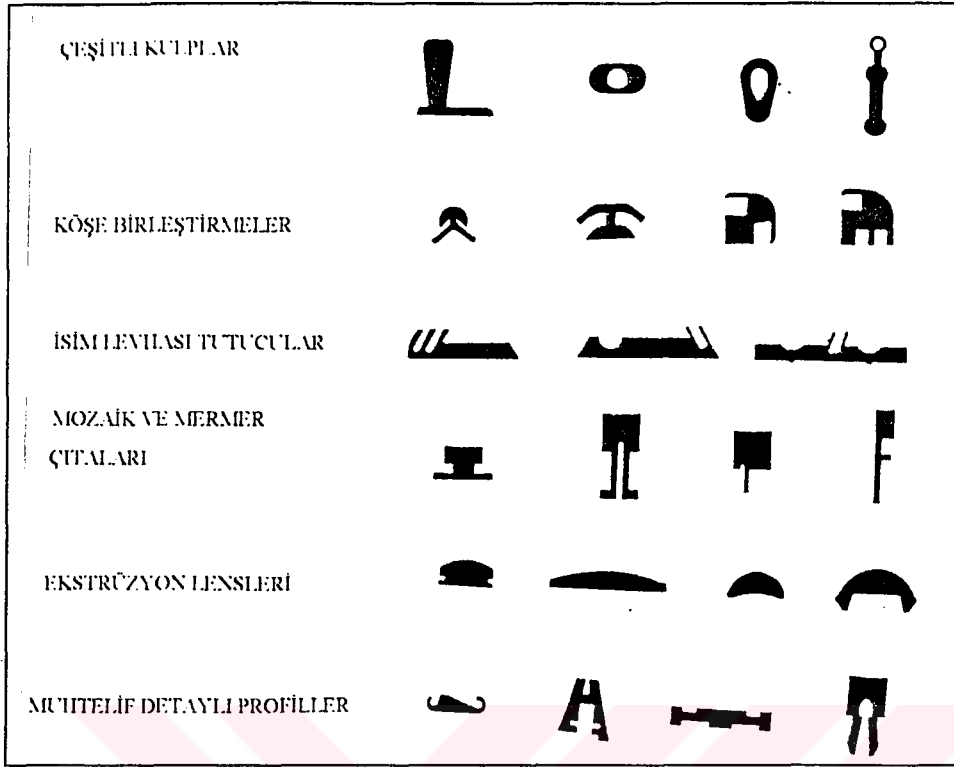 ÇEŞİTLİ KULPLAR
KÖŞE BİRLEŞTİRMELER
İSİM LEVHASI TUTUCULAR
MOZAİK VE MERMER
ÇITALARI
EKSTRÜZYON LENSLERİ
MUHTELİF DETAYLI PROFİLLER